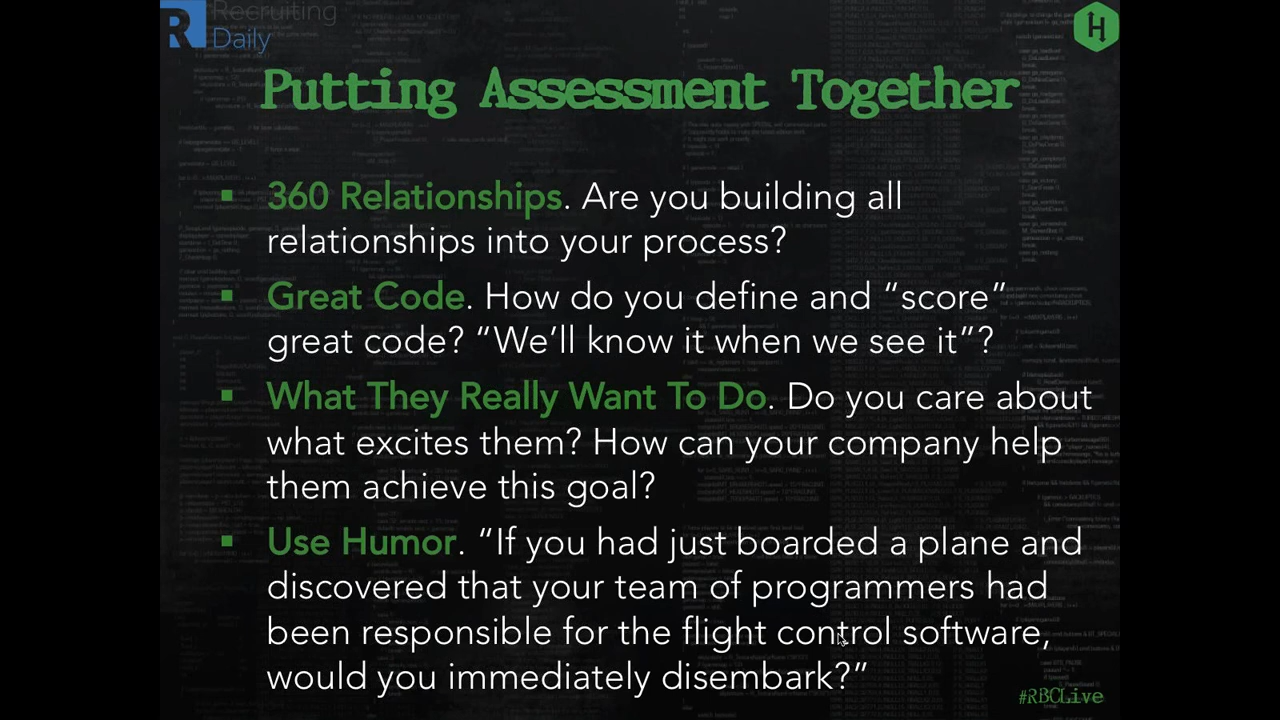 Recruiting
Daily
Putting Assessment Together
360 Relationships. Are you building all
relationships into your process?
Great Code. How do you define and “score”
great code? “We’ll know it when we see it”?
What They Really Want To Do. Do you care about
what excites them? How can your company help
them achieve this goal?
Use Humor. “If you had just boarded a plane and
discovered that your team of programmers had
been responsible for the flight control software,
would you immediately disembark?”
#RBCLive